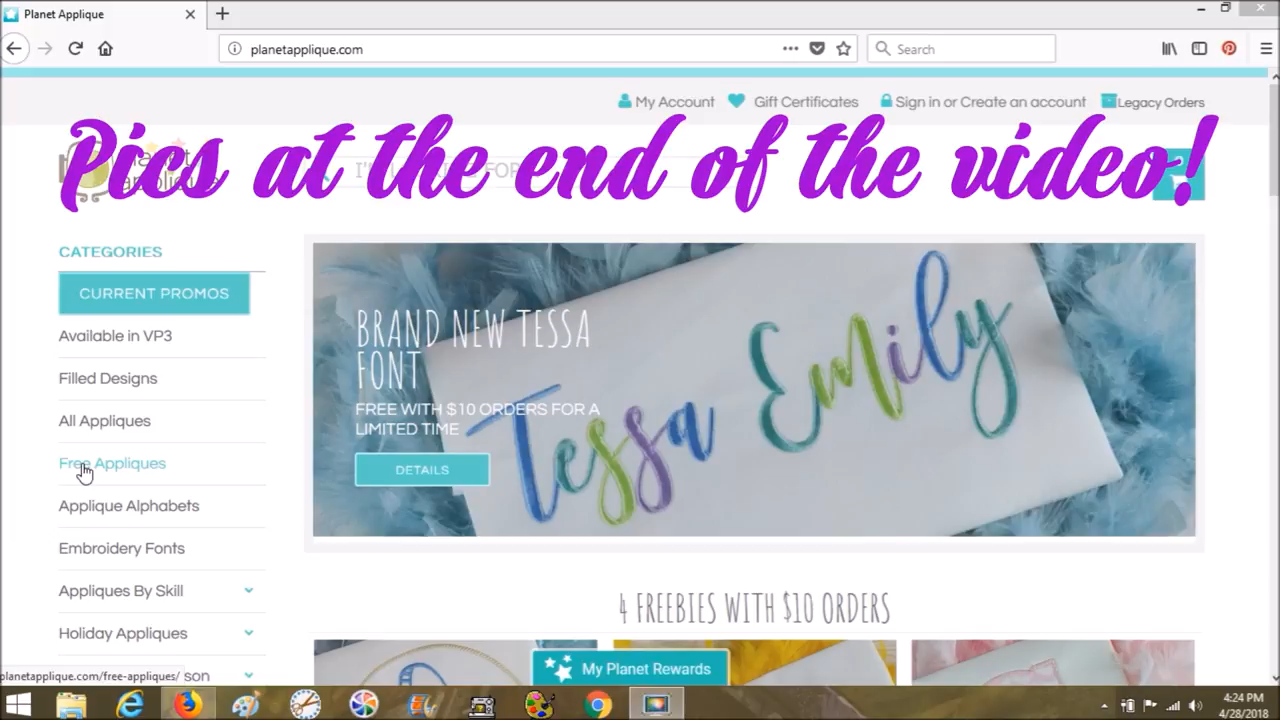 Planet Applique
planetapplique.com
Search
My Account
Gift Certificates
Sign in or Create an account
Legacy Orders
Pics at the end of the video!
CATEGORIES
CURRENT PROMOS
Available in VP3
Filled Designs
All Appliques
Free Appliques
Applique Alphabets
Embroidery Fonts
Appliques By Skill
Holiday Appliques
BRAND NEW TESSA
FONT
FREE WITH $10 ORDERS FOR A
LIMITED TIME
DETAILS
Tessa Emily
4 FREEBIES WITH $10 ORDERS
My Planet Rewards
planetapplique.com/free-appliques/
son
4:24 PM
4/28/2018